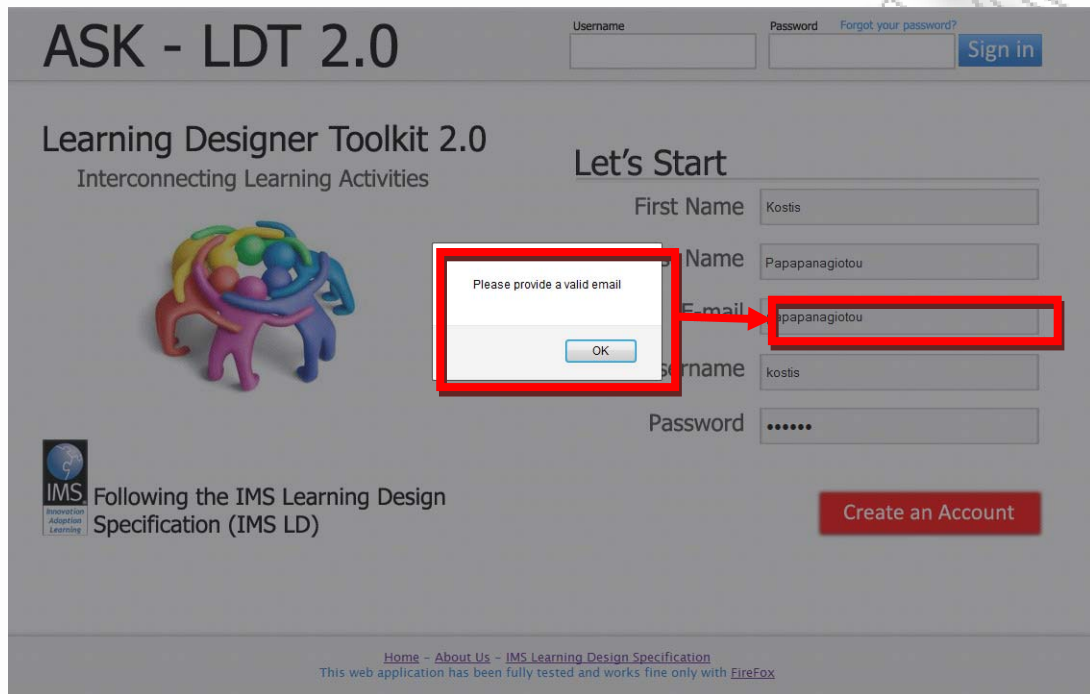 ASK - LDT 2.0
Username
Password Forgot your password?
Sign in
Learning Designer Toolkit 2.0
Interconnecting Learning Activities
Let's Start
First Name Kostis
Name Papapanagiotou
Please provide a valid email
OK
E-mail apapanagiotou
sername kostis
Password ••••••
IMS
Innovation
Adoption
Learning
Following the IMS Learning Design
Specification (IMS LD)
Create an Account
Home - About Us - IMS Learning Design Specification
This web application has been fully tested and works fine only with FireFox